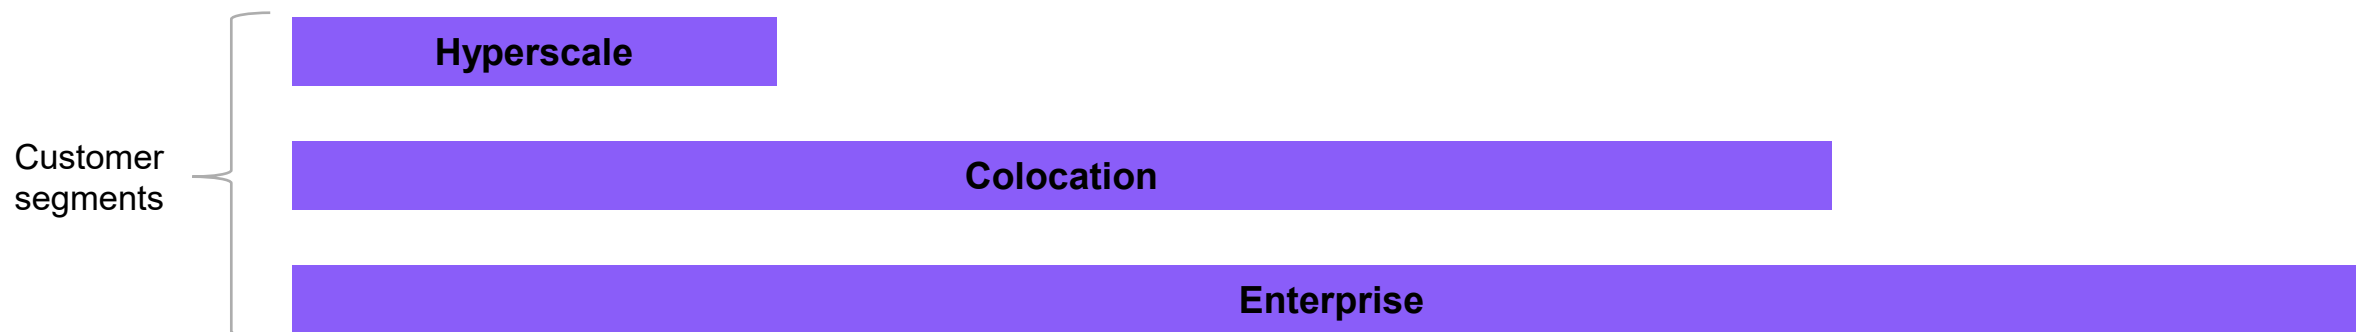 Hyperscale
Customer
segments
Colocation
Enterprise